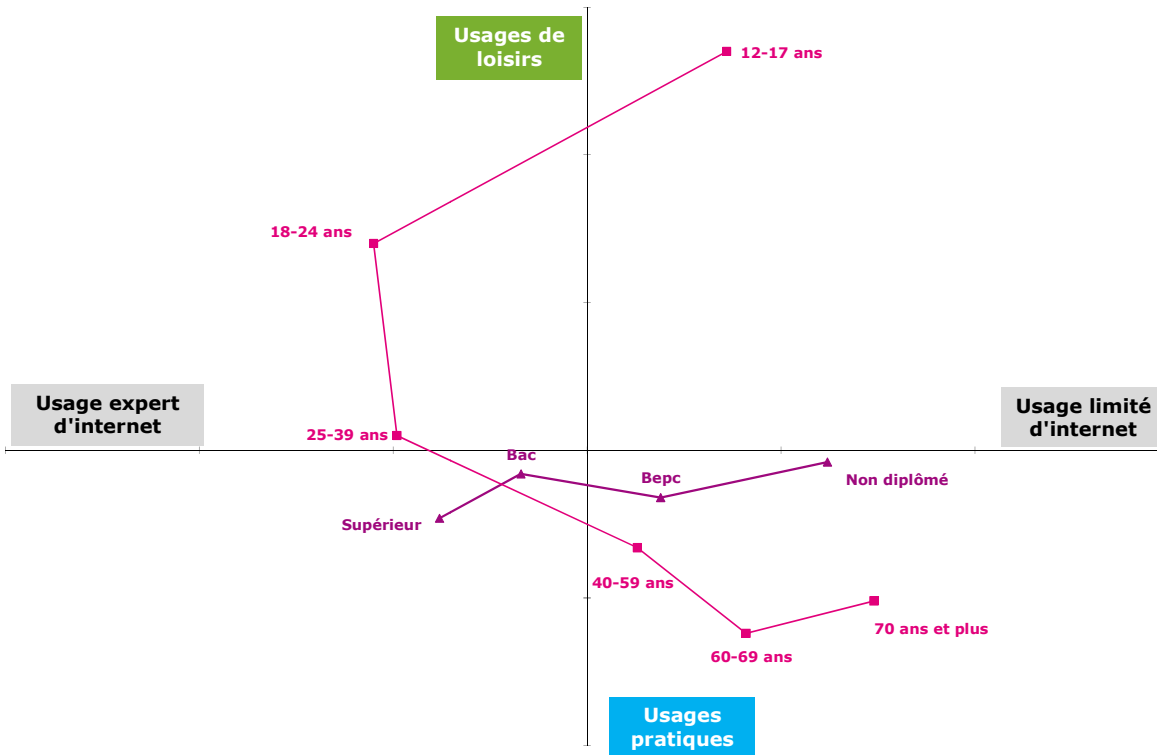 Usages de
loisirs
12-17 ans
18-24 ans
Usage expert
d'internet
Usage limité
d'internet
25-39 ans
Bac
Bepc
Non diplômé
Supérieur
40-59 ans
70 ans et plus
60-69 ans
Usages
pratiques